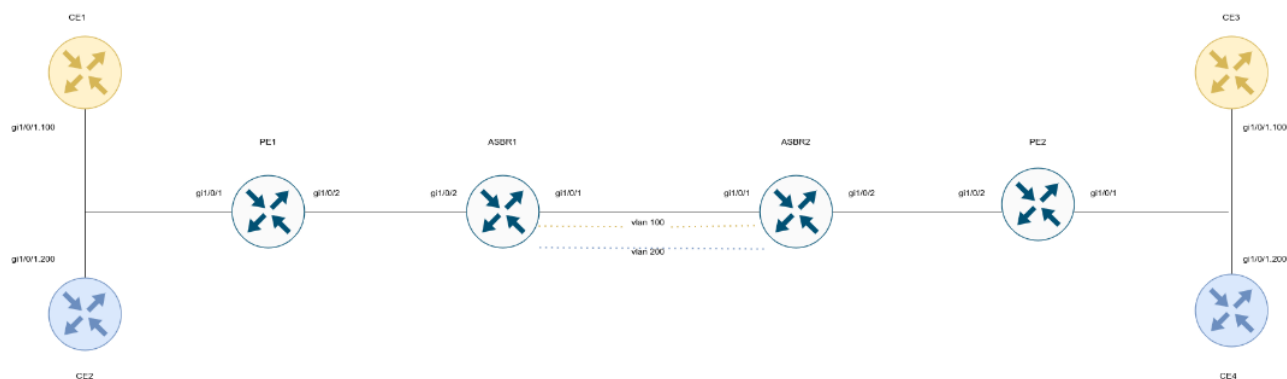 CE1
CE3
gi1/0/1.100
gi1/0/1.100
PE1
ASBR1
ASBR2
PE2
gi1/0/1
gi1/0/2
gi1/0/2
gi1/0/1
gi1/0/1
gi1/0/2
gi1/0/2
gi1/0/1
vlan 100
vlan 200
gi1/0/1.200
gi1/0/1.200
CE2
CE4